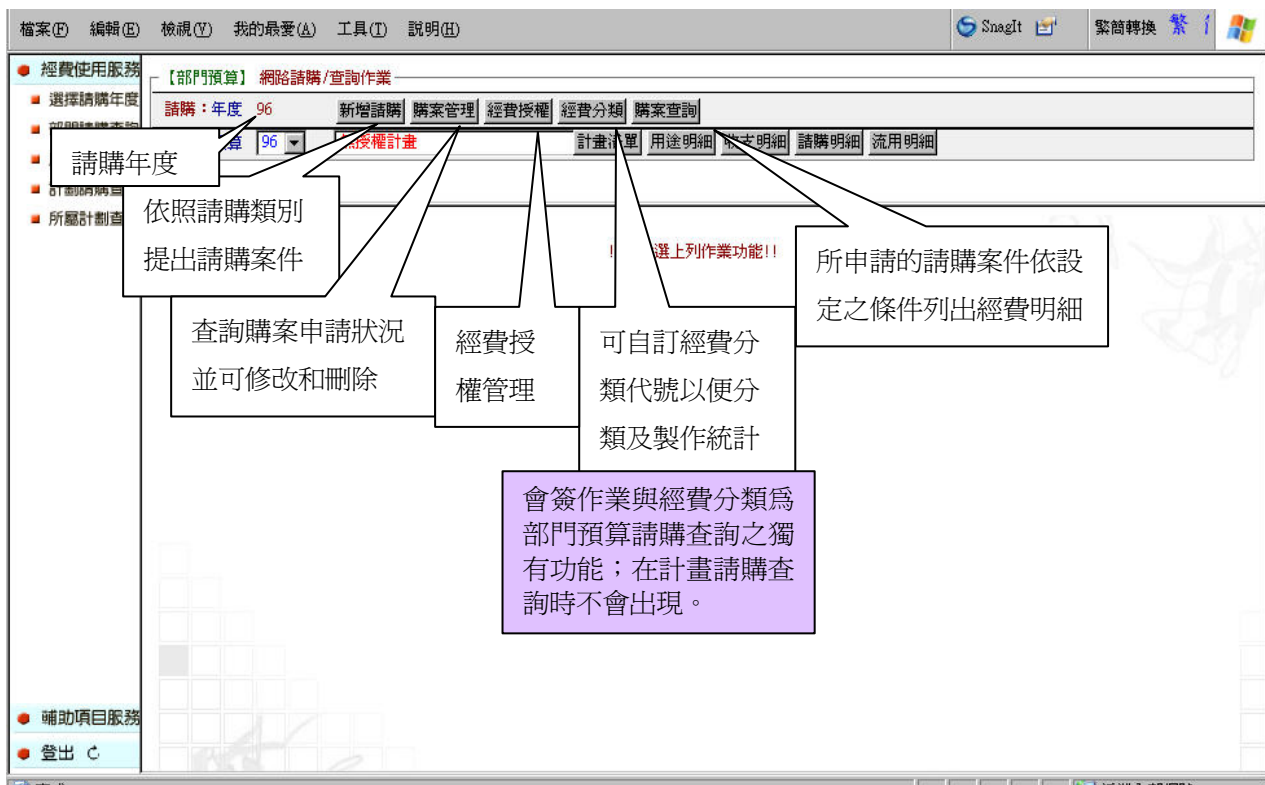 檔案(F) 編輯(E) 檢視(V) 我的最愛(A) 工具(T) 說明(H) SnagIt 繁簡轉換 繁
經費使用服務
選擇請購年度
所屬計劃查
輔助項目服務
登出
【部門預算】 網路請購/查詢作業
請購：年度 96 新增請購 購案管理 經費授權 經費分類 購案查詢
96 授權計畫 用途明細 請購明細 流用明細
選上列作業功能!!
請購年度
依照請購類別
提出請購案件
查詢購案申請狀況
並可修改和刪除
經費授
權管理
可自訂經費分
類代號以便分
類及製作統計
所申請的請購案件依設
定之條件列出經費明細
會簽作業與經費分類為
部門預算請購查詢之獨
有功能；在計畫請購查
詢時不會出現。